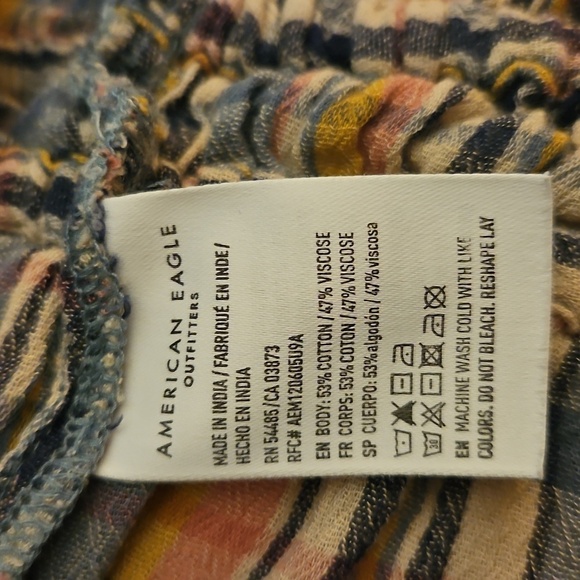 AMERICAN EAGLE
OUTFITTERS
MADE IN INDIA / FABRIQUÉ EN INDE/
HECHO EN INDIA
RN 54485/CA 03873
RFC# AEM120605U9A
EN BODY: 53% COTTON / 47% VISCOSE
FR CORPS: 53% COTON / 47% VISCOSE
SP CUERPO: 53% algodón / 47% viscosa
30
EN MACHINE WASH COLD WITH LIKE
COLORS. DO NOT BLEACH. RESHAPE LAY